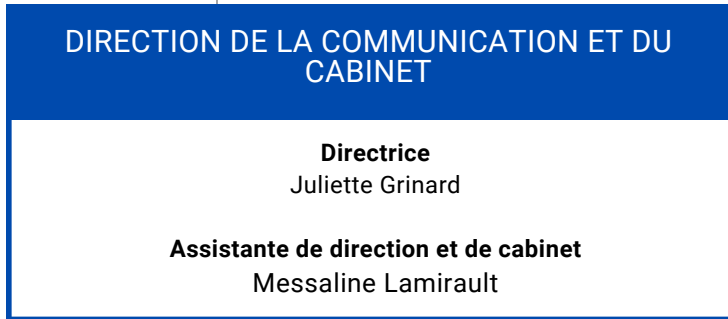 DIRECTION DE LA COMMUNICATION ET DU
CABINET
Directrice
Juliette Grinard
Assistante de direction et de cabinet
Messaline Lamirault